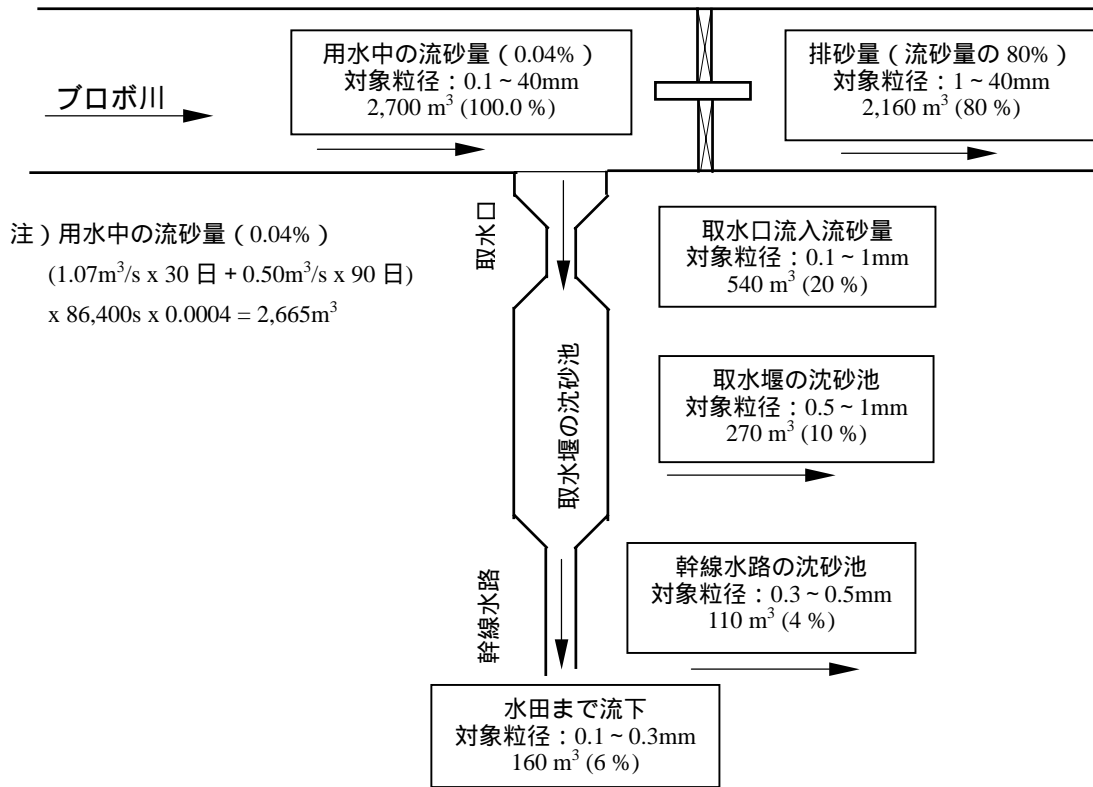 用水中の流砂量(0.04%)
対象粒径:0.1~40mm
2,700 m³ (100.0 %)
排砂量(流砂量の 80%)
対象粒径:1~40mm
2,160 m³ (80 %)
ブロボ川
注)用水中の流砂量(0.04%)
(1.07m³/s x 30 日 + 0.50m³/s x 90 日)
x 86,400s x 0.0004 = 2,665m³
取水口
取水口流入流砂量
対象粒径:0.1~1mm
540 m³ (20 %)
取水堰の沈砂池
取水堰の沈砂池
対象粒径:0.5~1mm
270 m³ (10 %)
幹線水路
幹線水路の沈砂池
対象粒径:0.3~0.5mm
110 m³ (4 %)
水田まで流下
対象粒径:0.1~0.3mm
160 m³ (6 %)